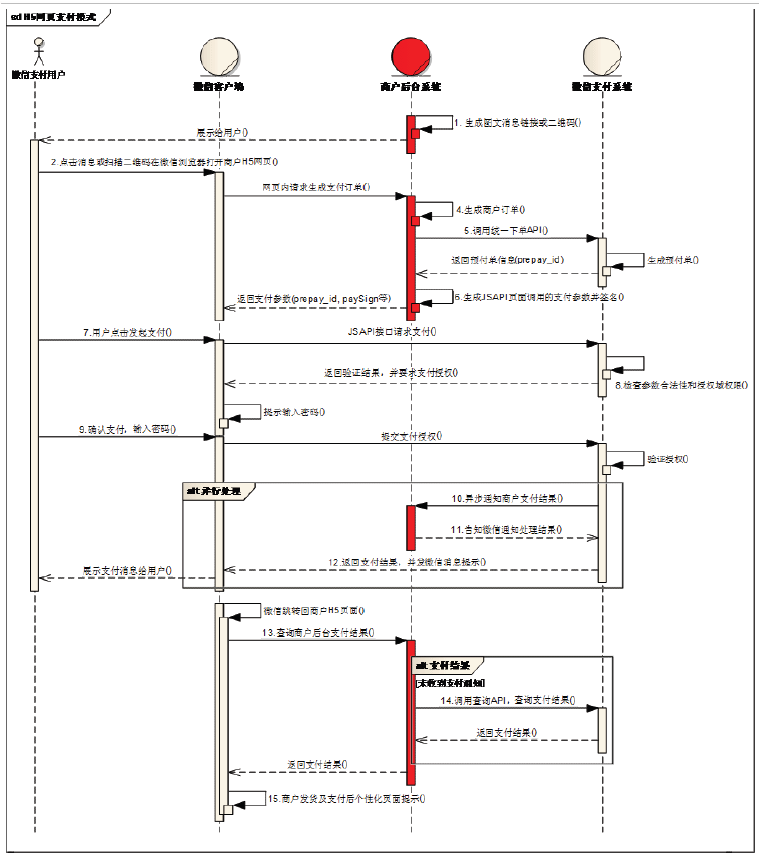 sd H5网页支付模式
微信支付用户
微信客户端
商户后台系统
微信支付系统
1. 生成图文消息链接或二维码()
展示给用户()
2.点击消息或扫描二维码在微信浏览器打开商户H5网页()
网页内请求生成支付订单()
4.生成商户订单()
5.调用统一下单API()
生成预付单()
返回预付单信息(prepay_id)
6.生成JSAPI页面调用的支付参数并签名()
返回支付参数(prepay_id, paySign等)
7.用户点击发起支付()
JSAPI接口请求支付()
返回验证结果，并要求支付授权()
8.检查参数合法性和授权域权限()
提示输入密码()
9.确认支付，输入密码()
提交支付授权()
验证授权()
alt 并行处理
10.异步通知商户支付结果()
11.告知微信通知处理结果()
12.返回支付结果，并发微信消息提示()
展示支付消息给用户()
微信跳转回商户H5页面()
13.查询商户后台支付结果()
alt 支付结果
[未收到支付通知]
14.调用查询API，查询支付结果()
返回支付结果()
返回支付结果()
15.商户发货及支付后个性化页面提示()